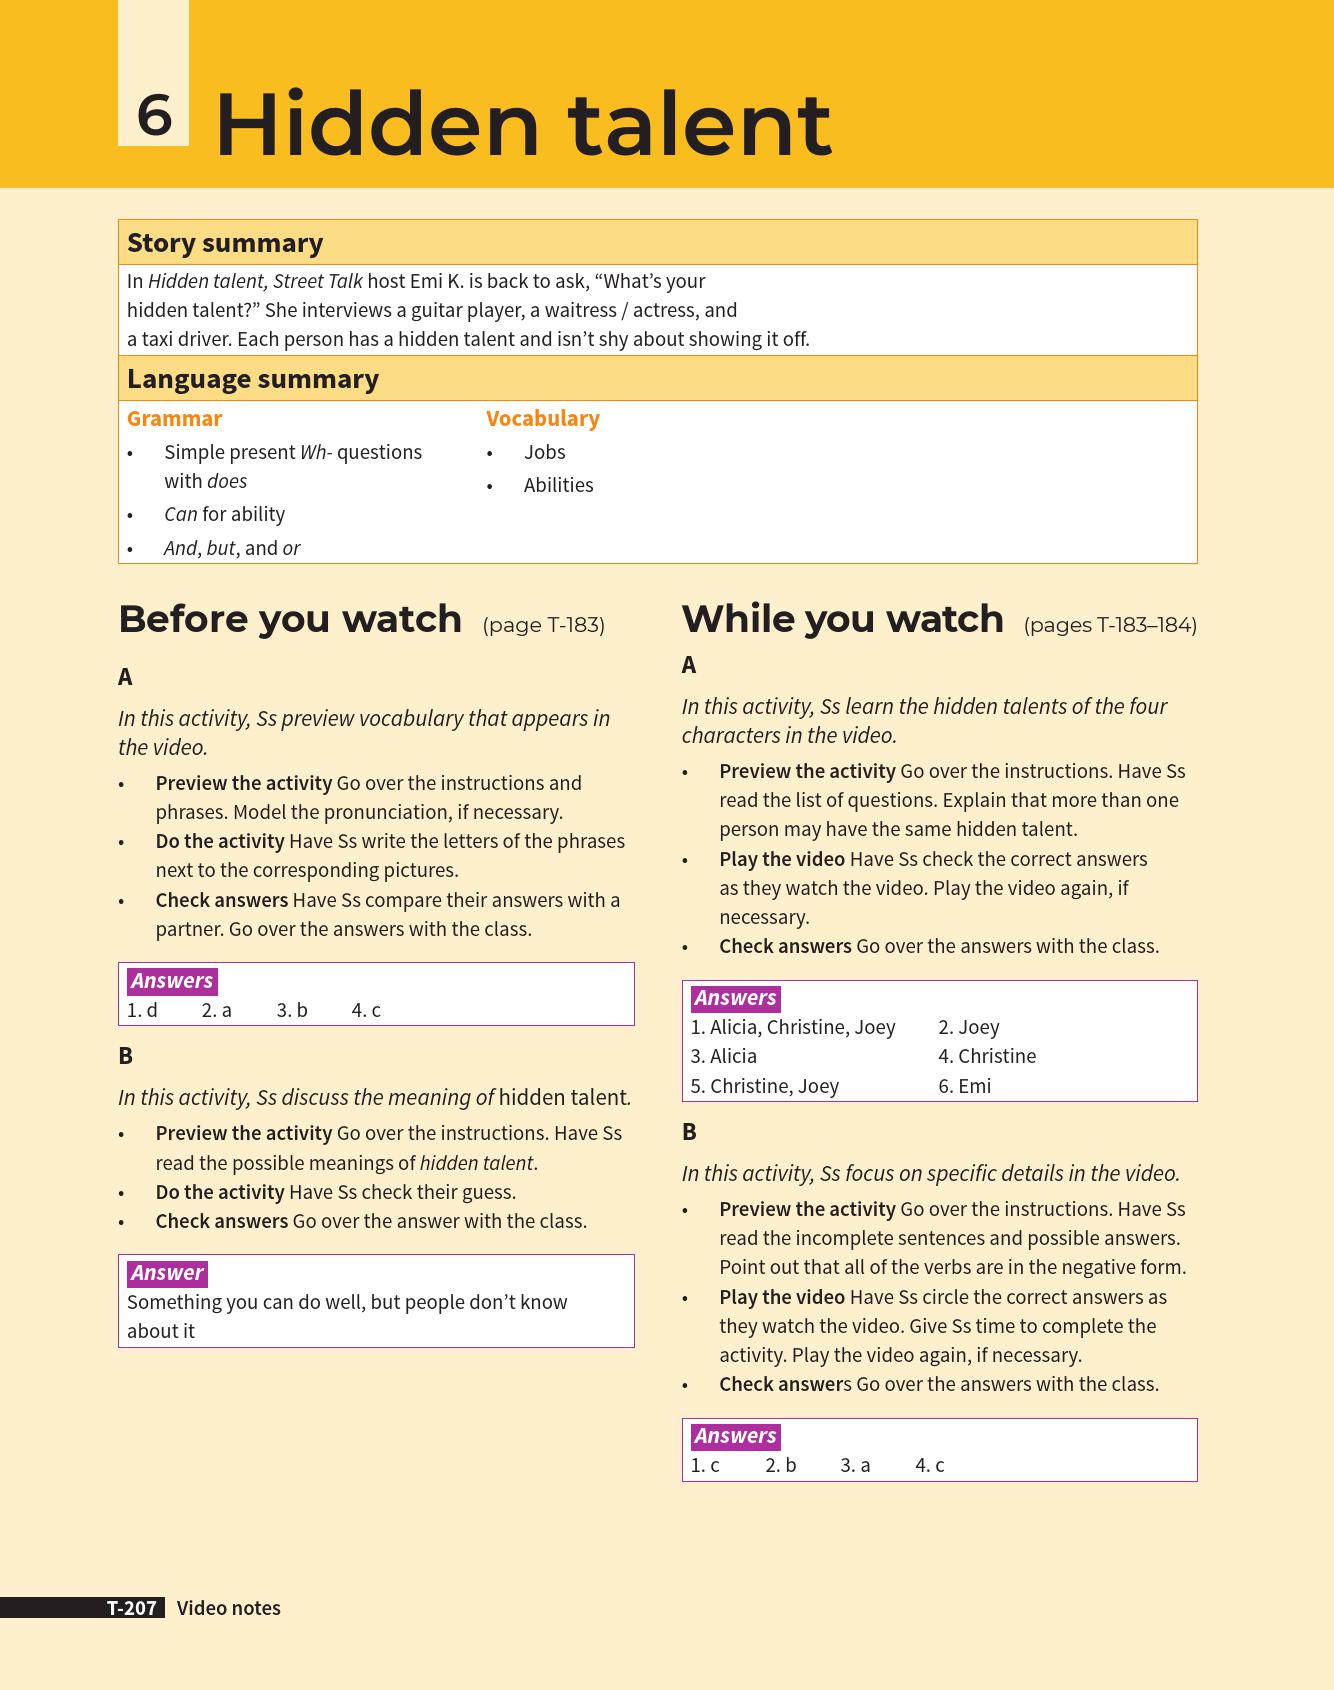 6 Hidden talent
Story summary
In Hidden talent, Street Talk host Emi K. is back to ask, “What’s your
hidden talent?” She interviews a guitar player, a waitress / actress, and
a taxi driver. Each person has a hidden talent and isn’t shy about showing it off.
Language summary
Grammar
• Simple present Wh- questions
with does
• Can for ability
• And, but, and or
Vocabulary
• Jobs
• Abilities
Before you watch (page T-183)
A
In this activity, Ss preview vocabulary that appears in
the video.
• Preview the activity Go over the instructions and
phrases. Model the pronunciation, if necessary.
• Do the activity Have Ss write the letters of the phrases
next to the corresponding pictures.
• Check answers Have Ss compare their answers with a
partner. Go over the answers with the class.
Answers
1. d 2. a 3. b 4. c
B
In this activity, Ss discuss the meaning of hidden talent.
• Preview the activity Go over the instructions. Have Ss
read the possible meanings of hidden talent.
• Do the activity Have Ss check their guess.
• Check answers Go over the answer with the class.
Answer
Something you can do well, but people don’t know
about it
While you watch (pages T-183–184)
A
In this activity, Ss learn the hidden talents of the four
characters in the video.
• Preview the activity Go over the instructions. Have Ss
read the list of questions. Explain that more than one
person may have the same hidden talent.
• Play the video Have Ss check the correct answers
as they watch the video. Play the video again, if
necessary.
• Check answers Go over the answers with the class.
Answers
1. Alicia, Christine, Joey 2. Joey
3. Alicia 4. Christine
5. Christine, Joey 6. Emi
B
In this activity, Ss focus on specific details in the video.
• Preview the activity Go over the instructions. Have Ss
read the incomplete sentences and possible answers.
Point out that all of the verbs are in the negative form.
• Play the video Have Ss circle the correct answers as
they watch the video. Give Ss time to complete the
activity. Play the video again, if necessary.
• Check answers Go over the answers with the class.
Answers
1. c 2. b 3. a 4. c
T-207 Video notes